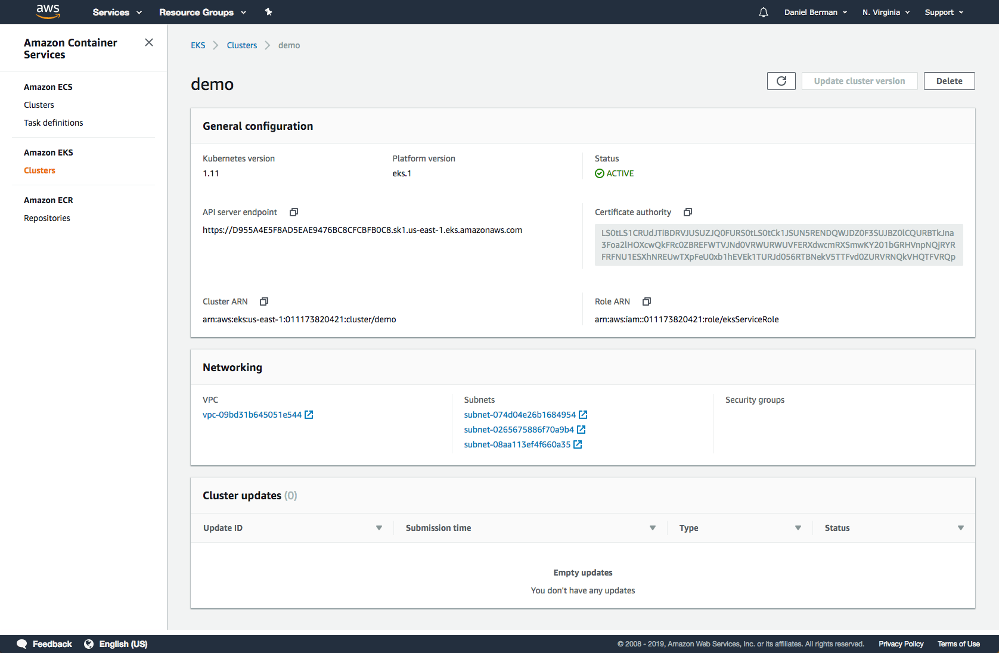 aws Services Resource Groups Daniel Berman N. Virginia Support
Amazon Container
Services
Amazon ECS
Clusters
Task definitions
Amazon EKS
Clusters
Amazon ECR
Repositories
EKS Clusters demo
demo
Update cluster version Delete
General configuration
Kubernetes version Platform version Status
1.11 eks.1 ACTIVE
API server endpoint Certificate authority
https://D955A4E5F8AD5EAE9476BC8CFCBFB0C8.sk1.us-east-1.eks.amazonaws.com
LS0tLS1CRUdJTiBDRVJUSUZJQ0FURS0tLS0tCk1JSUN5RENDQWJDZ0F3SUJBZ0lCQURBTkJna
3Foa2lHOXcwQkFRc0ZBREFWTVJNd0VRWURWUVFERXdwcmRXSmwKY201bGRHVnpNQjRYR
FRFNU1ESXhNREUwTXpFeU0xb1hEVEk1TURJd056RTBNekV5TTFvd0ZURVRNQkVHQTFVRQp
Cluster ARN Role ARN
arn:aws:eks:us-east-1:011173820421:cluster/demo arn:aws:iam::011173820421:role/eksServiceRole
Networking
VPC Subnets Security groups
vpc-09bd31b645051e544 subnet-074d04e26b1684954
subnet-0265675886f70a9b4
subnet-08aa113ef4f660a35
Cluster updates (0)
Update ID Submission time Type Status
Empty updates
You don't have any updates
Feedback English (US) © 2008 - 2019, Amazon Web Services, Inc. or its affiliates. All rights reserved. Privacy Policy Terms of Use